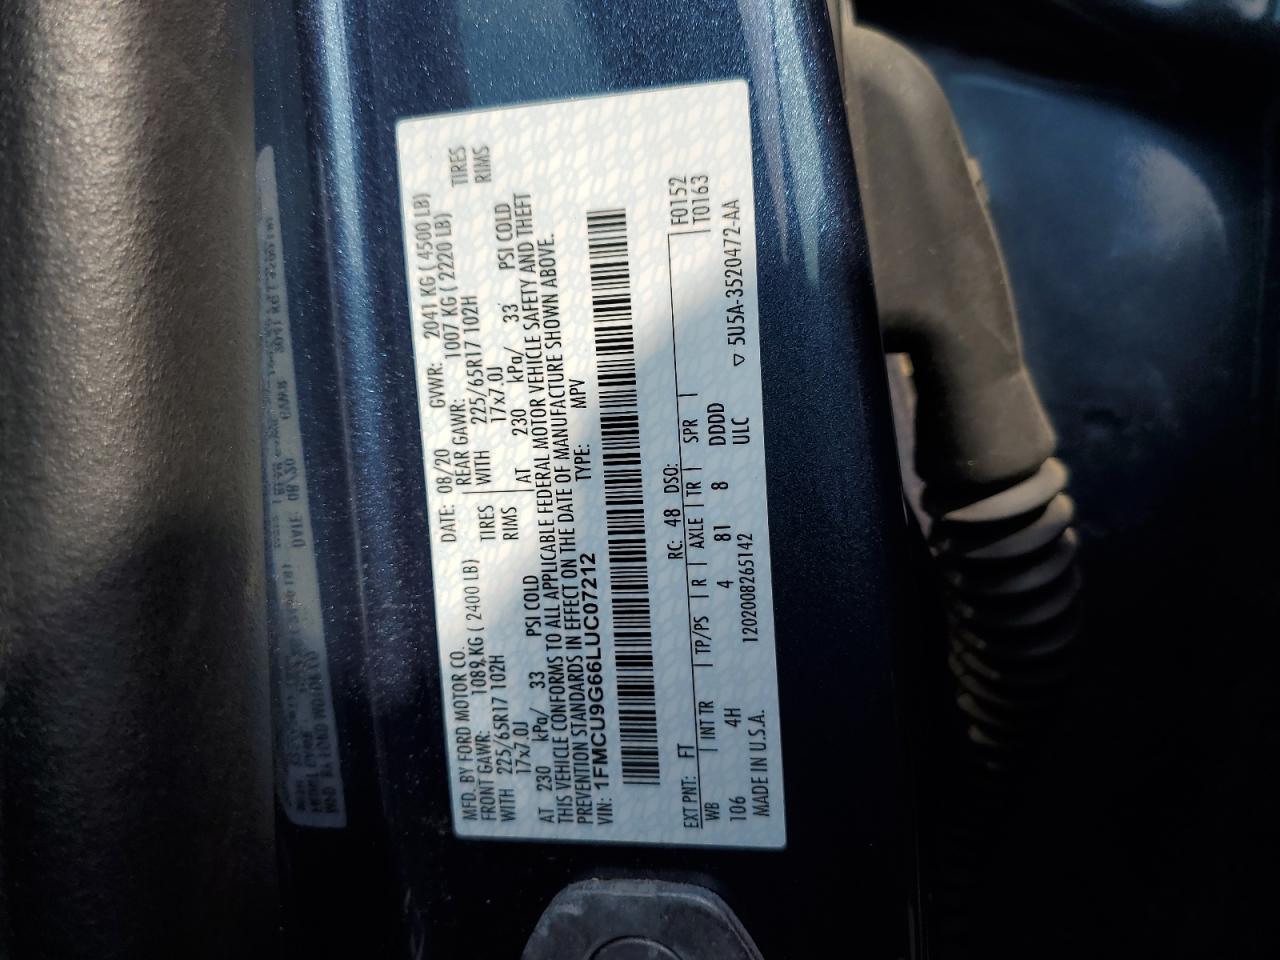 MFD. BY FORD MOTOR CO. DATE: 08/20 GVWR: 2041 KG ( 4500 LB)
FRONT GAWR: 1089 KG ( 2400 LB) REAR GAWR: 1007 KG ( 2220 LB)
WITH 225/65R17 102H TIRES WITH 225/65R17 102H TIRES
17x7.0J RIMS 17x7.0J RIMS
AT 230 kPa/ 33 PSI COLD AT 230 kPa/ 33 PSI COLD
THIS VEHICLE CONFORMS TO ALL APPLICABLE FEDERAL MOTOR VEHICLE SAFETY AND THEFT
PREVENTION STANDARDS IN EFFECT ON THE DATE OF MANUFACTURE SHOWN ABOVE.
VIN: 1FMCU9G66LUC07212 TYPE: MPV
F0152
EXT PNT: FT RC: 48 DSO: T0163
WB INT TR TP/PS R AXLE TR SPR
106 4H 4 81 8 DDDD
MADE IN U.S.A. 1202008265142 ULC ▽ 5U5A-3520472-AA